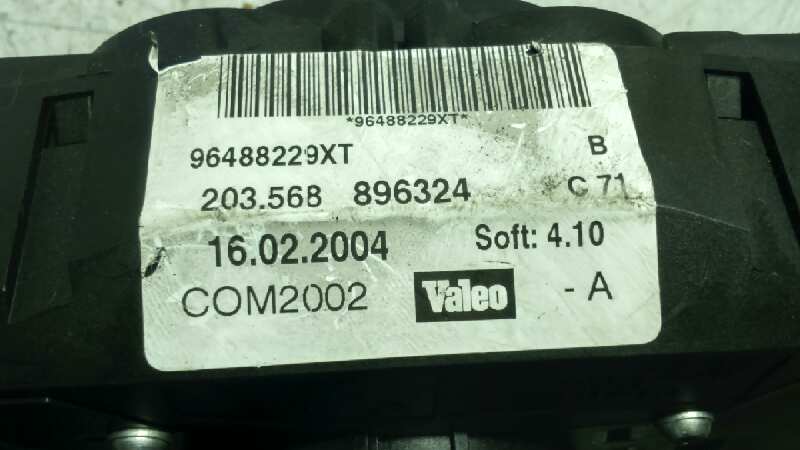 *96488229XT*
96488229XT B
203.568 896324 C 71
16.02.2004 Soft: 4.10
COM2002 Valeo - A